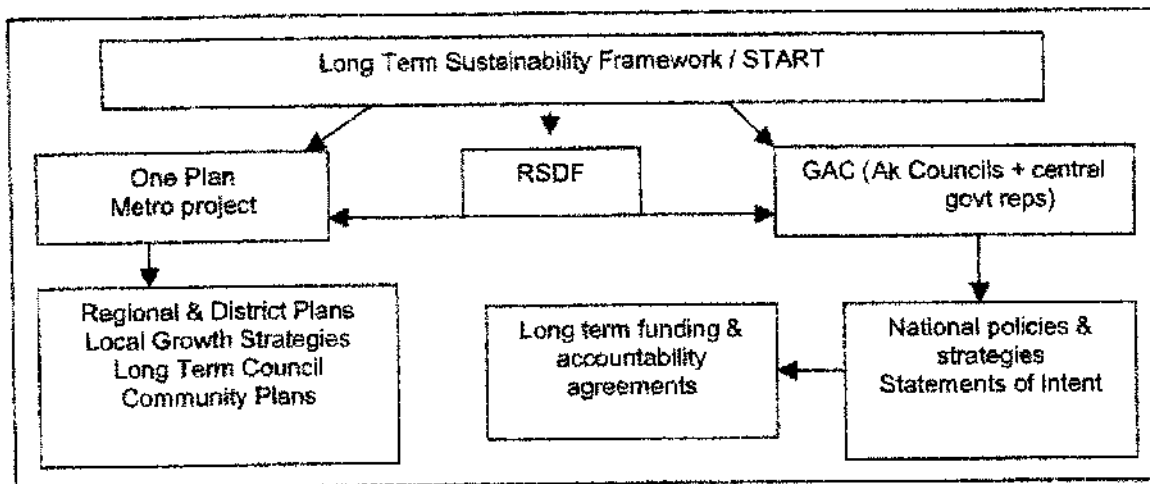 Long Term Sustainability Framework / START
One Plan
Metro project
RSDF
GAC (Ak Councils + central
govt reps)
Regional & District Plans
Local Growth Strategies
Long Term Council
Community Plans
Long term funding &
accountability
agreements
National policies &
strategies
Statements of Intent